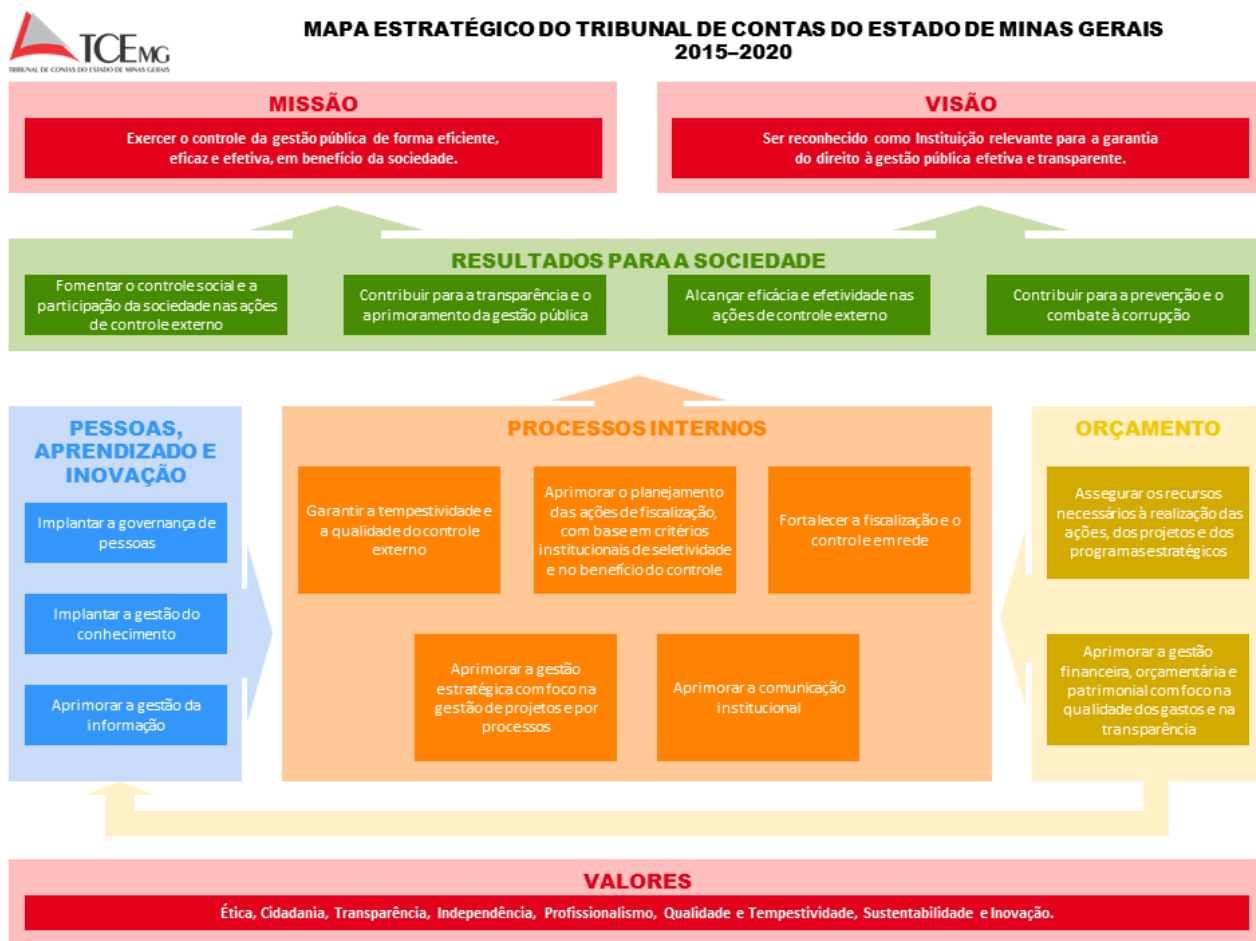 TCEMG
TRIBUNAL DE CONTAS DO ESTADO DE MINAS GERAIS
MAPA ESTRATÉGICO DO TRIBUNAL DE CONTAS DO ESTADO DE MINAS GERAIS
2015–2020
MISSÃO
Exercer o controle da gestão pública de forma eficiente,
eficaz e efetiva, em benefício da sociedade.
VISÃO
Ser reconhecido como Instituição relevante para a garantia
do direito à gestão pública efetiva e transparente.
RESULTADOS PARA A SOCIEDADE
Fomentar o controle social e a
participação da sociedade nas ações
de controle externo
Contribuir para a transparência e o
aprimoramento da gestão pública
Alcançar eficácia e efetividade nas
ações de controle externo
Contribuir para a prevenção e o
combate à corrupção
PESSOAS,
APRENDIZADO E
INOVAÇÃO
Implantar a governança de
pessoas
Implantar a gestão do
conhecimento
Aprimorar a gestão da
informação
PROCESSOS INTERNOS
Garantir a tempestividade e
a qualidade do controle
externo
Aprimorar o planejamento
das ações de fiscalização,
com base em critérios
institucionais de seletividade
e no benefício do controle
Fortalecer a fiscalização e o
controle em rede
Aprimorar a gestão
estratégica com foco na
gestão de projetos e por
processos
Aprimorar a comunicação
institucional
ORÇAMENTO
Assegurar os recursos
necessários à realização das
ações, dos projetos e dos
programas estratégicos
Aprimorar a gestão
financeira, orçamentária e
patrimonial com foco na
qualidade dos gastos e na
transparência
VALORES
Ética, Cidadania, Transparência, Independência, Profissionalismo, Qualidade e Tempestividade, Sustentabilidade e Inovação.